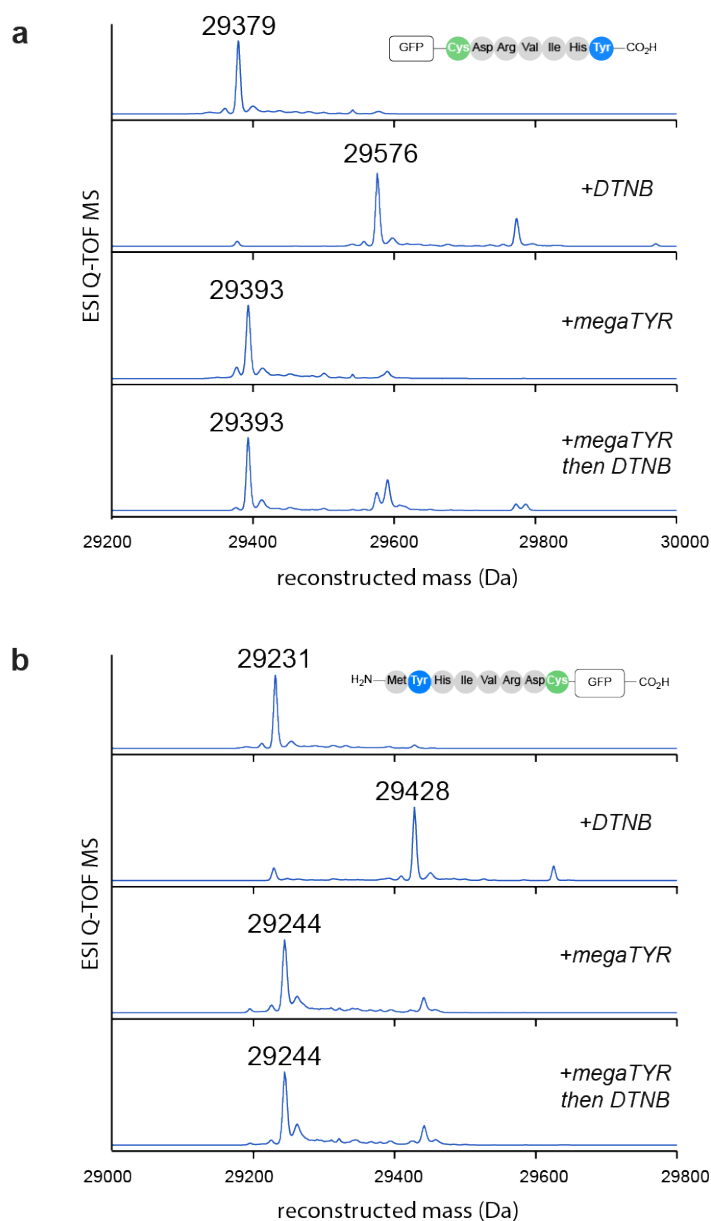 a
29379
GFP Cys Asp Arg Val Ile His Tyr CO2H
29576
+DTNB
ESI Q-TOF MS
29393
+megaTYR
29393
+megaTYR
then DTNB
29200 29400 29600 29800 30000
reconstructed mass (Da)
b
29231
H2N Met Tyr His Ile Val Arg Asp Cys GFP CO2H
29428
+DTNB
ESI Q-TOF MS
29244
+megaTYR
29244
+megaTYR
then DTNB
29000 29200 29400 29600 29800
reconstructed mass (Da)